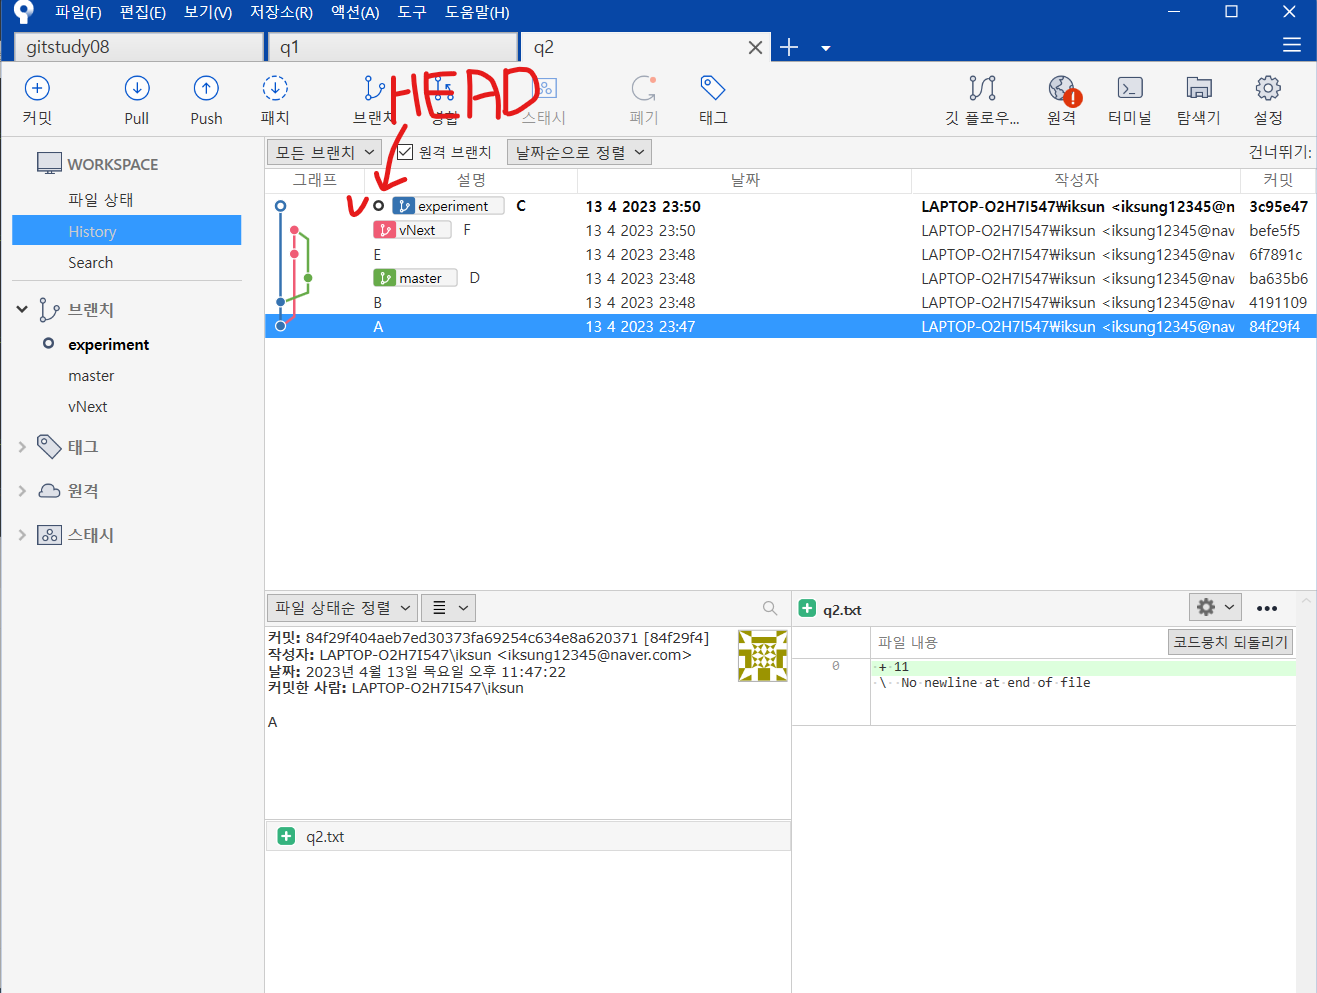 파일(F) 편집(E) 보기(V) 저장소(R) 액션(A) 도구 도움말(H)
gitstudy08 q1 q2
HEAD
커밋 Pull Push 패치 브랜치 병합 스태시 폐기 태그 깃 플로우... 원격 터미널 탐색기 설정
WORKSPACE
파일 상태
History
Search
브랜치
experiment
master
vNext
태그
원격
스태시
모든 브랜치 원격 브랜치 날짜순으로 정렬 건너뛰기:
그래프 설명 날짜 작성자 커밋
experiment C 13 4 2023 23:50 LAPTOP-O2H7I547₩iksun <iksung12345@n 3c95e47
vNext F 13 4 2023 23:50 LAPTOP-O2H7I547₩iksun <iksung12345@nav befe5f5
E 13 4 2023 23:48 LAPTOP-O2H7I547₩iksun <iksung12345@nav 6f7891c
master D 13 4 2023 23:48 LAPTOP-O2H7I547₩iksun <iksung12345@nav ba635b6
B 13 4 2023 23:48 LAPTOP-O2H7I547₩iksun <iksung12345@nav 4191109
A 13 4 2023 23:47 LAPTOP-O2H7I547₩iksun <iksung12345@nav 84f29f4
파일 상태순 정렬
커밋: 84f29f404aeb7ed30373fa69254c634e8a620371 [84f29f4]
작성자: LAPTOP-O2H7I547\iksun <iksung12345@naver.com>
날짜: 2023년 4월 13일 목요일 오후 11:47:22
커밋한 사람: LAPTOP-O2H7I547\iksun
A
q2.txt
q2.txt
파일 내용 코드뭉치 되돌리기
0 + 11
\ No newline at end of file